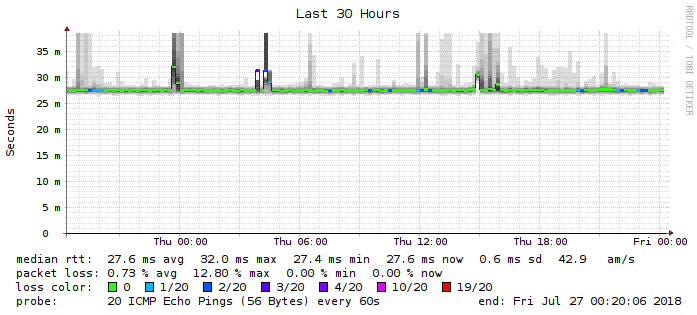 Last 30 Hours
RRDTOOL / TOBI OETIKER
Seconds
35 m
30 m
25 m
20 m
15 m
10 m
5 m
0
Thu 00:00 Thu 06:00 Thu 12:00 Thu 18:00 Fri 00:00
median rtt: 27.6 ms avg 32.0 ms max 27.4 ms min 27.6 ms now 0.6 ms sd 42.9 am/s
packet loss: 0.73 % avg 12.80 % max 0.00 % min 0.00 % now
loss color: 0 1/20 2/20 3/20 4/20 10/20 19/20
probe: 20 ICMP Echo Pings (56 Bytes) every 60s end: Fri Jul 27 00:20:06 2018